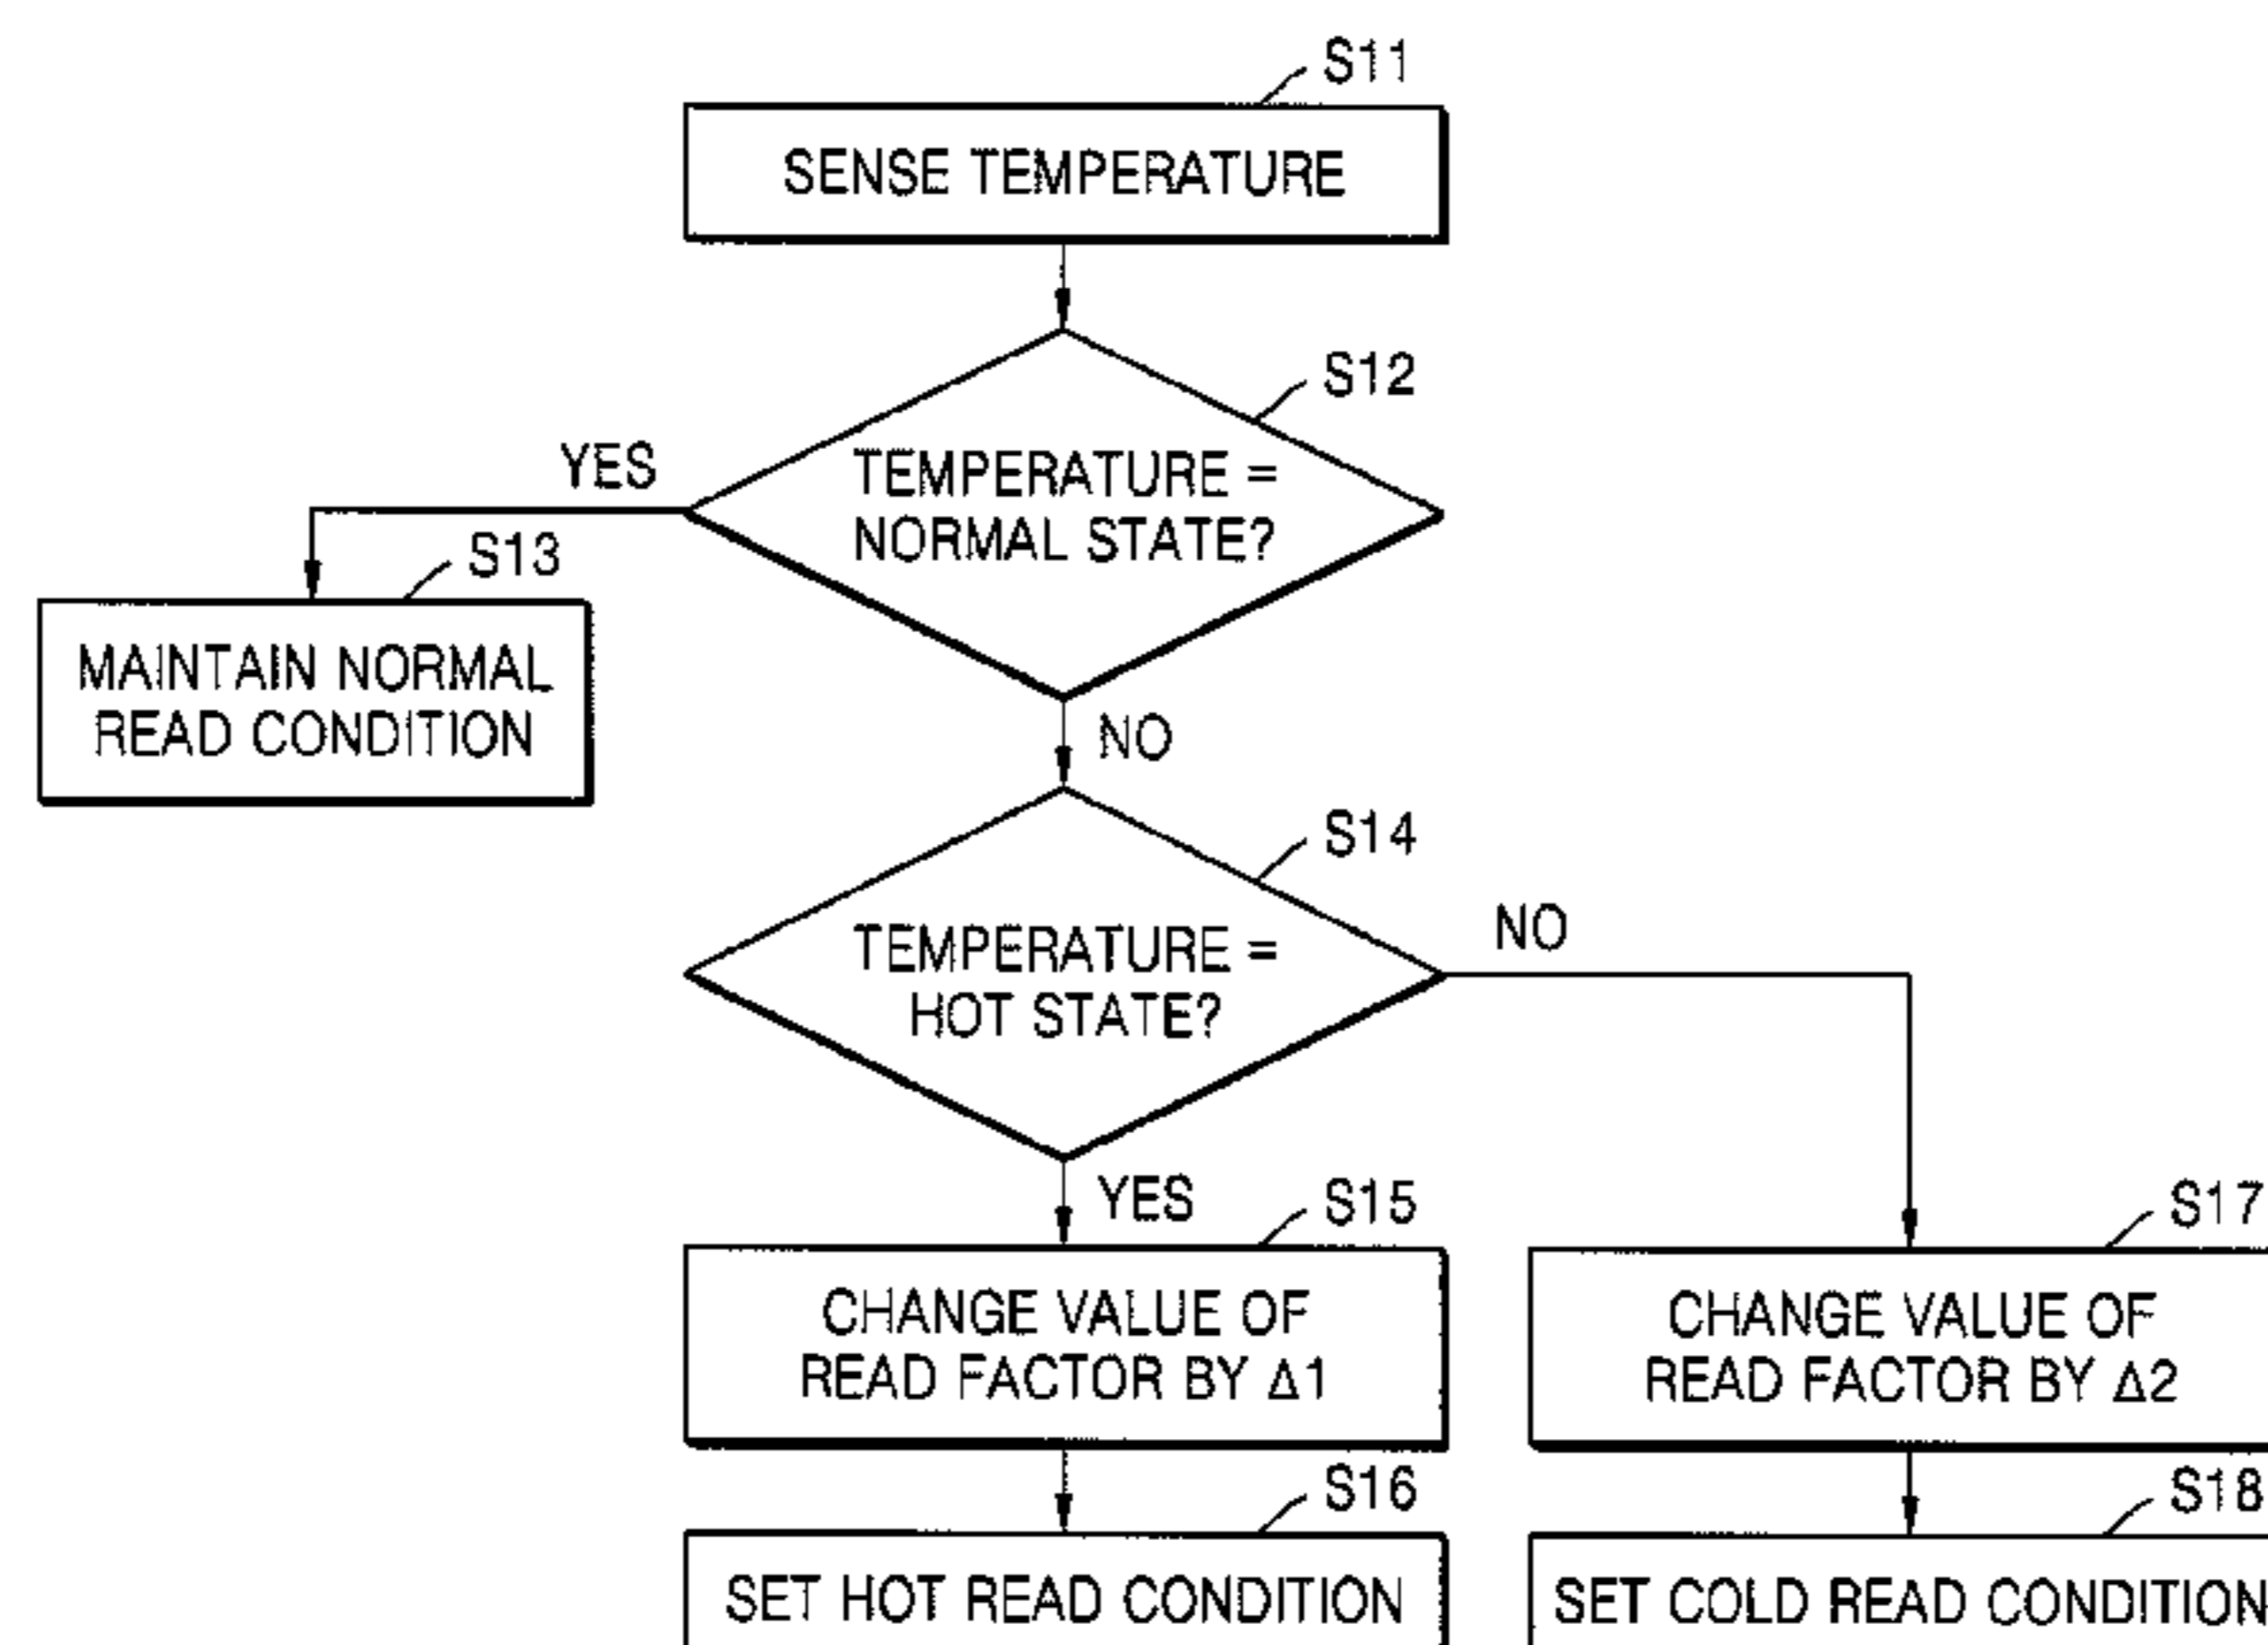 S11
SENSE TEMPERATURE
S12
TEMPERATURE =
NORMAL STATE?
YES
S13
MAINTAIN NORMAL
READ CONDITION
NO
S14
TEMPERATURE =
HOT STATE?
NO
YES
S15
CHANGE VALUE OF
READ FACTOR BY Δ1
S17
CHANGE VALUE OF
READ FACTOR BY Δ2
S16
SET HOT READ CONDITION
S18
SET COLD READ CONDITION